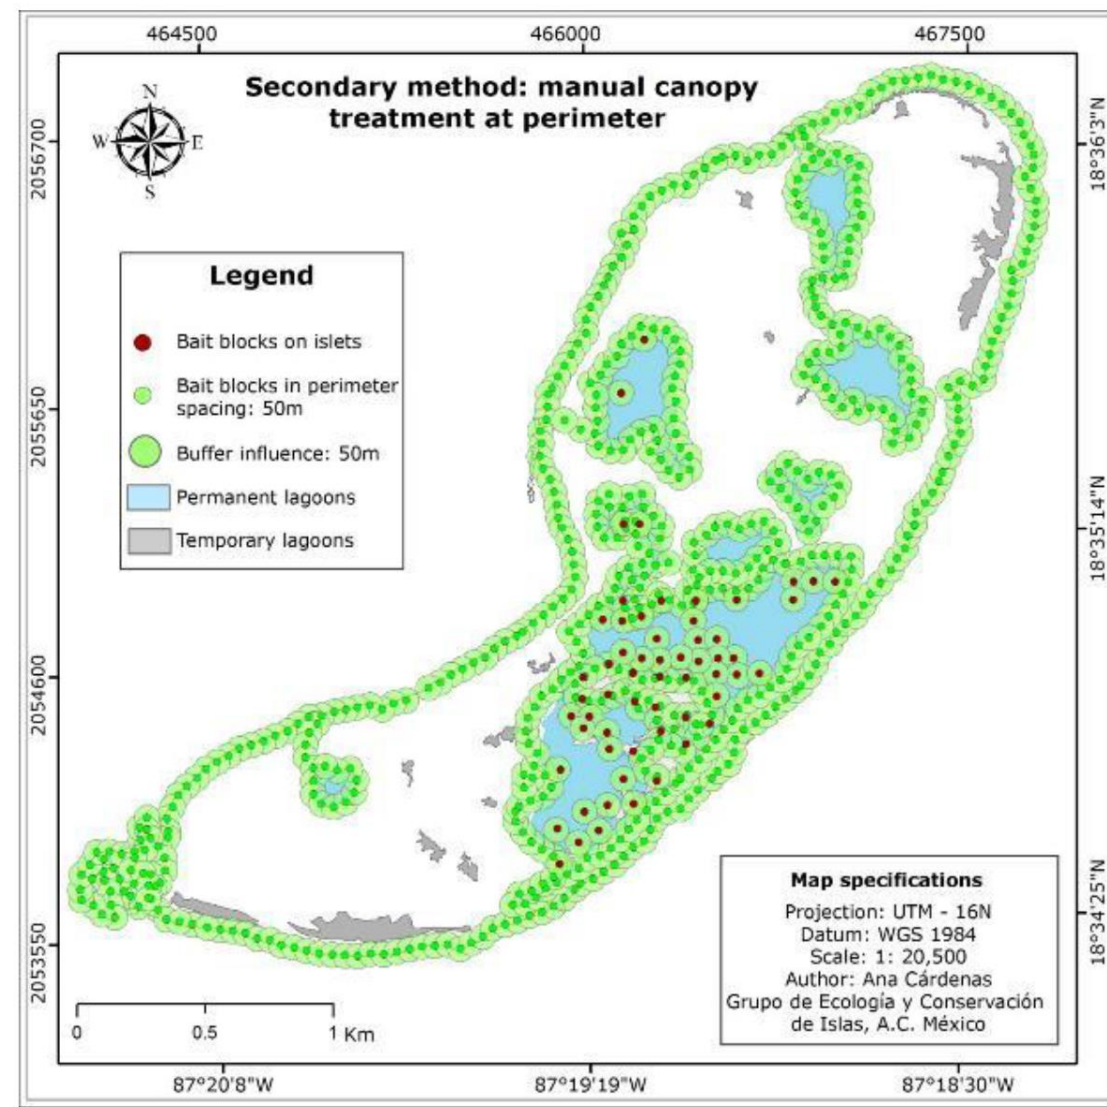 464500
466000
467500
Secondary method: manual canopy
treatment at perimeter
N
W
E
S
2056700
18°36'3"N
Legend
Bait blocks on islets
Bait blocks in perimeter
spacing: 50m
Buffer influence: 50m
Permanent lagoons
Temporary lagoons
2055650
18°35'14"N
2054600
Map specifications
Projection: UTM - 16N
Datum: WGS 1984
Scale: 1: 20,500
Author: Ana Cárdenas
Grupo de Ecología y Conservación
de Islas, A.C. México
18°34'25"N
2053550
0
0.5
1 Km
87°20'8"W
87°19'19"W
87°18'30"W